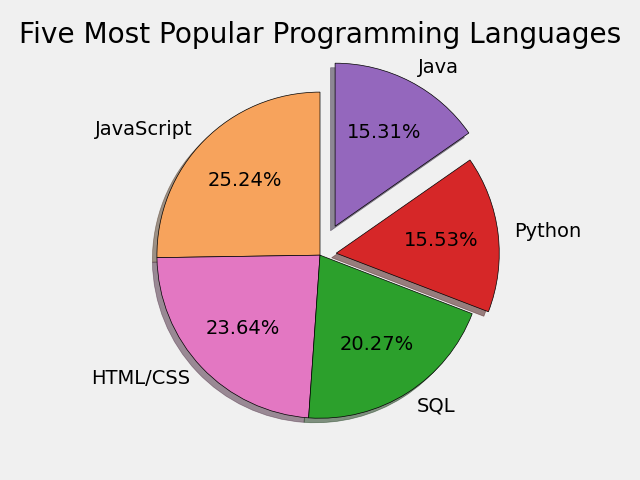 Five Most Popular Programming Languages
Java
15.31%
JavaScript
25.24%
Python
15.53%
23.64%
20.27%
HTML/CSS
SQL